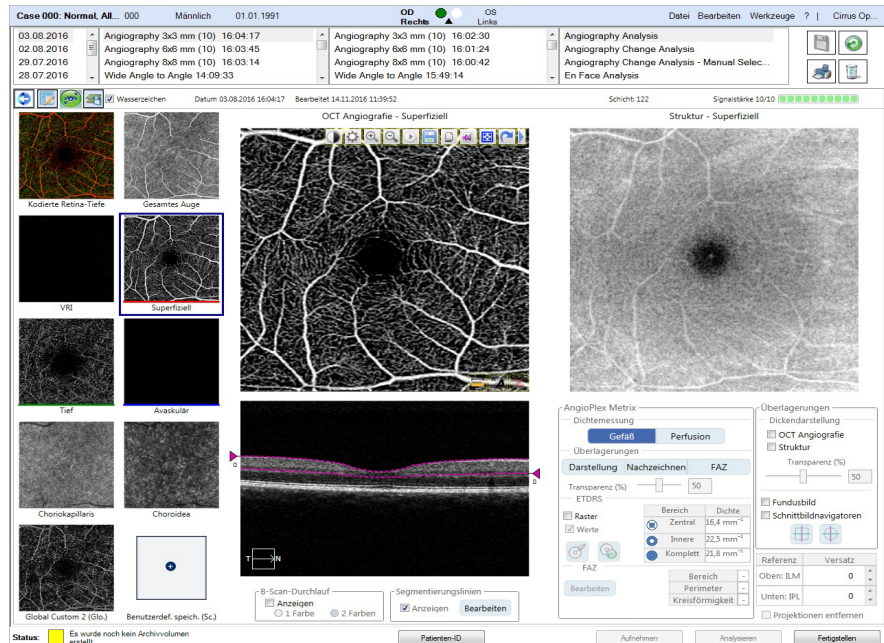 Case 000: Normal, All... 000 Männlich 01.01.1991 OD Rechts OS Links Datei Bearbeiten Werkzeuge ? | Cirrus Op...
03.08.2016
02.08.2016
29.07.2016
28.07.2016
Angiography 3x3 mm (10) 16:04:17
Angiography 6x6 mm (10) 16:03:45
Angiography 8x8 mm (10) 16:03:14
Wide Angle to Angle 14:09:33
Angiography 3x3 mm (10) 16:02:30
Angiography 6x6 mm (10) 16:01:24
Angiography 8x8 mm (10) 16:00:42
Wide Angle to Angle 15:49:14
Angiography Analysis
Angiography Change Analysis
Angiography Change Analysis - Manual Selec...
En Face Analysis
Wasserzeichen Datum 03.08.2016 16:04:17 Bearbeitet 14.11.2016 11:39:52 Schicht: 122 Signalstärke 10/10
Kodierte Retina-Tiefe
Gesamtes Auge
VRI
Superfiziell
Tief
Avaskulär
Choriokapillaris
Choroidea
Global Custom 2 (Glo.)
Benutzerdef. speich. (Sc.)
OCT Angiografie - Superfiziell
Struktur - Superfiziell
0
0
T N
B-Scan-Durchlauf
Anzeigen
1 Farbe 2 Farben
Segmentierungslinien
Anzeigen Bearbeiten
AngioPlex Metrix
Dichtemessung
Gefäß Perfusion
Überlagerungen
Darstellung Nachzeichnen FAZ
Transparenz (%) 50
ETDRS
Raster
Werte
Bereich Dichte
Zentral 16,4 mm⁻¹
Innere 22,5 mm⁻¹
Komplett 21,8 mm⁻¹
FAZ
Bearbeiten
Bereich -
Perimeter -
Kreisförmigkeit -
Überlagerungen
Dickendarstellung
OCT Angiografie
Struktur
Transparenz (%)
50
Fundusbild
Schnittbildnavigatoren
Referenz Versatz
Oben: ILM 0
Unten: IPL 0
Projektionen entfernen
Status: Es wurde noch kein Archivvolumen erstellt
Patienten-ID Aufnehmen Analysieren Fertigstellen